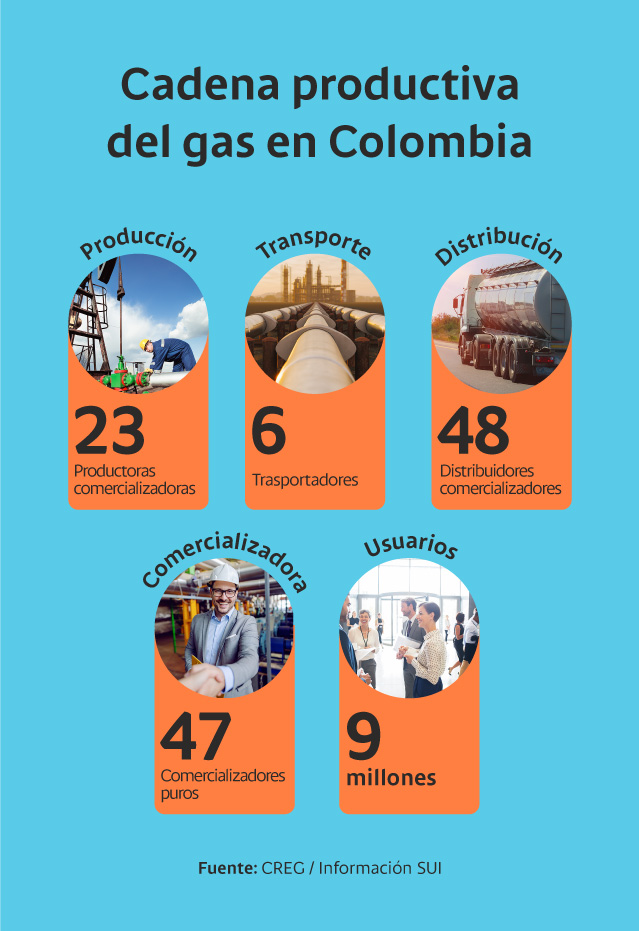 Cadena productiva
del gas en Colombia
Producción
23
Productoras
comercializadoras
Transporte
6
Trasportadores
Distribución
48
Distribuidores
comercializadores
Comercializadora
47
Comercializadores
puros
Usuarios
9
millones
Fuente: CREG / Información SUI